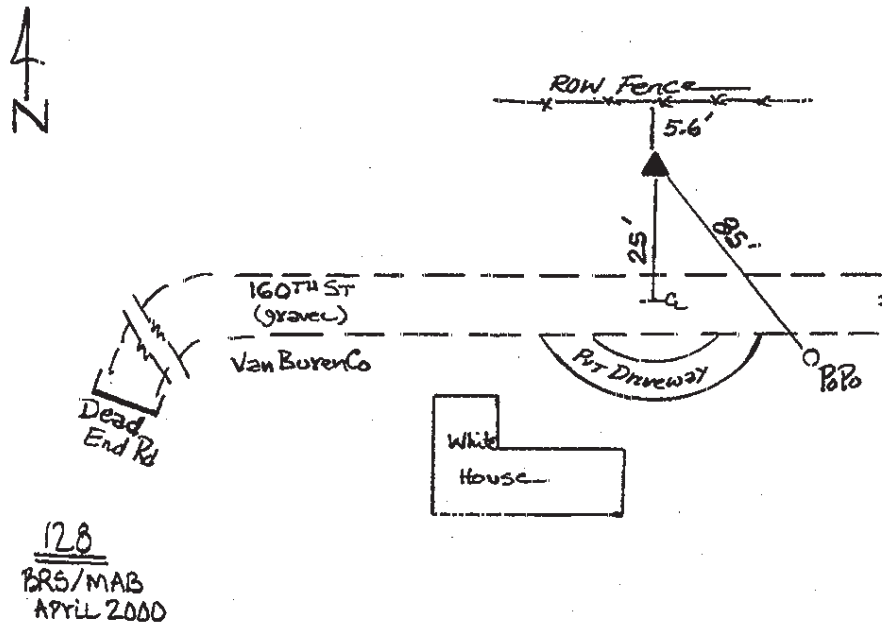 N
ROW Fence
5.6'
25'
85'
160TH ST
(gravel)
CL
Van Buren Co
Pvt Driveway
PoPo
Dead
End Rd
White
House
128
BRS/MAB
APriL 2000